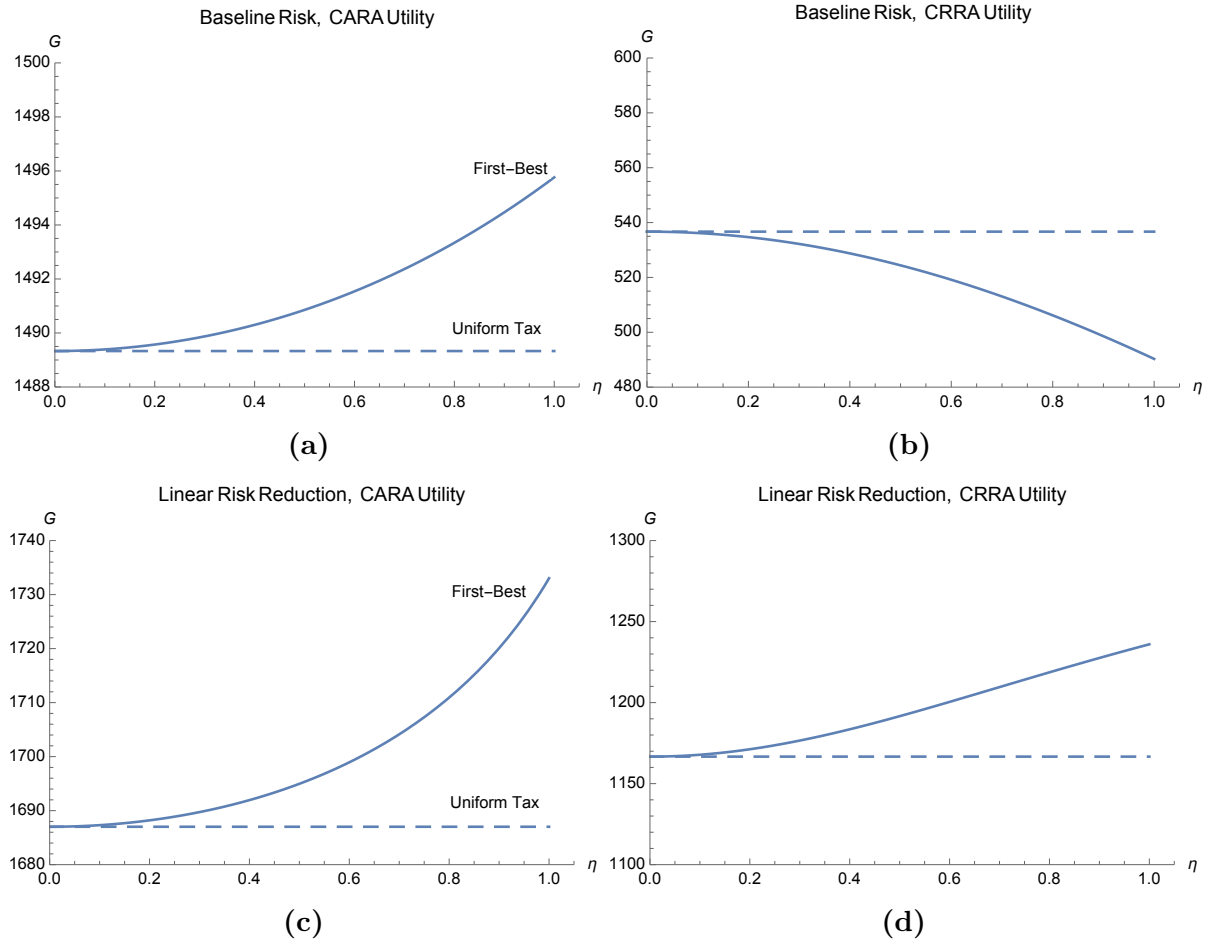 Baseline Risk, CARA Utility
G
1500
1498
1496
1494
1492
1490
1488
First–Best
Uniform Tax
0.0 0.2 0.4 0.6 0.8 1.0 η
(a)
Baseline Risk, CRRA Utility
G
600
580
560
540
520
500
480
0.0 0.2 0.4 0.6 0.8 1.0 η
(b)
Linear Risk Reduction, CARA Utility
G
1740
1730
1720
1710
1700
1690
1680
First–Best
Uniform Tax
0.0 0.2 0.4 0.6 0.8 1.0 η
(c)
Linear Risk Reduction, CRRA Utility
G
1300
1250
1200
1150
1100
0.0 0.2 0.4 0.6 0.8 1.0 η
(d)